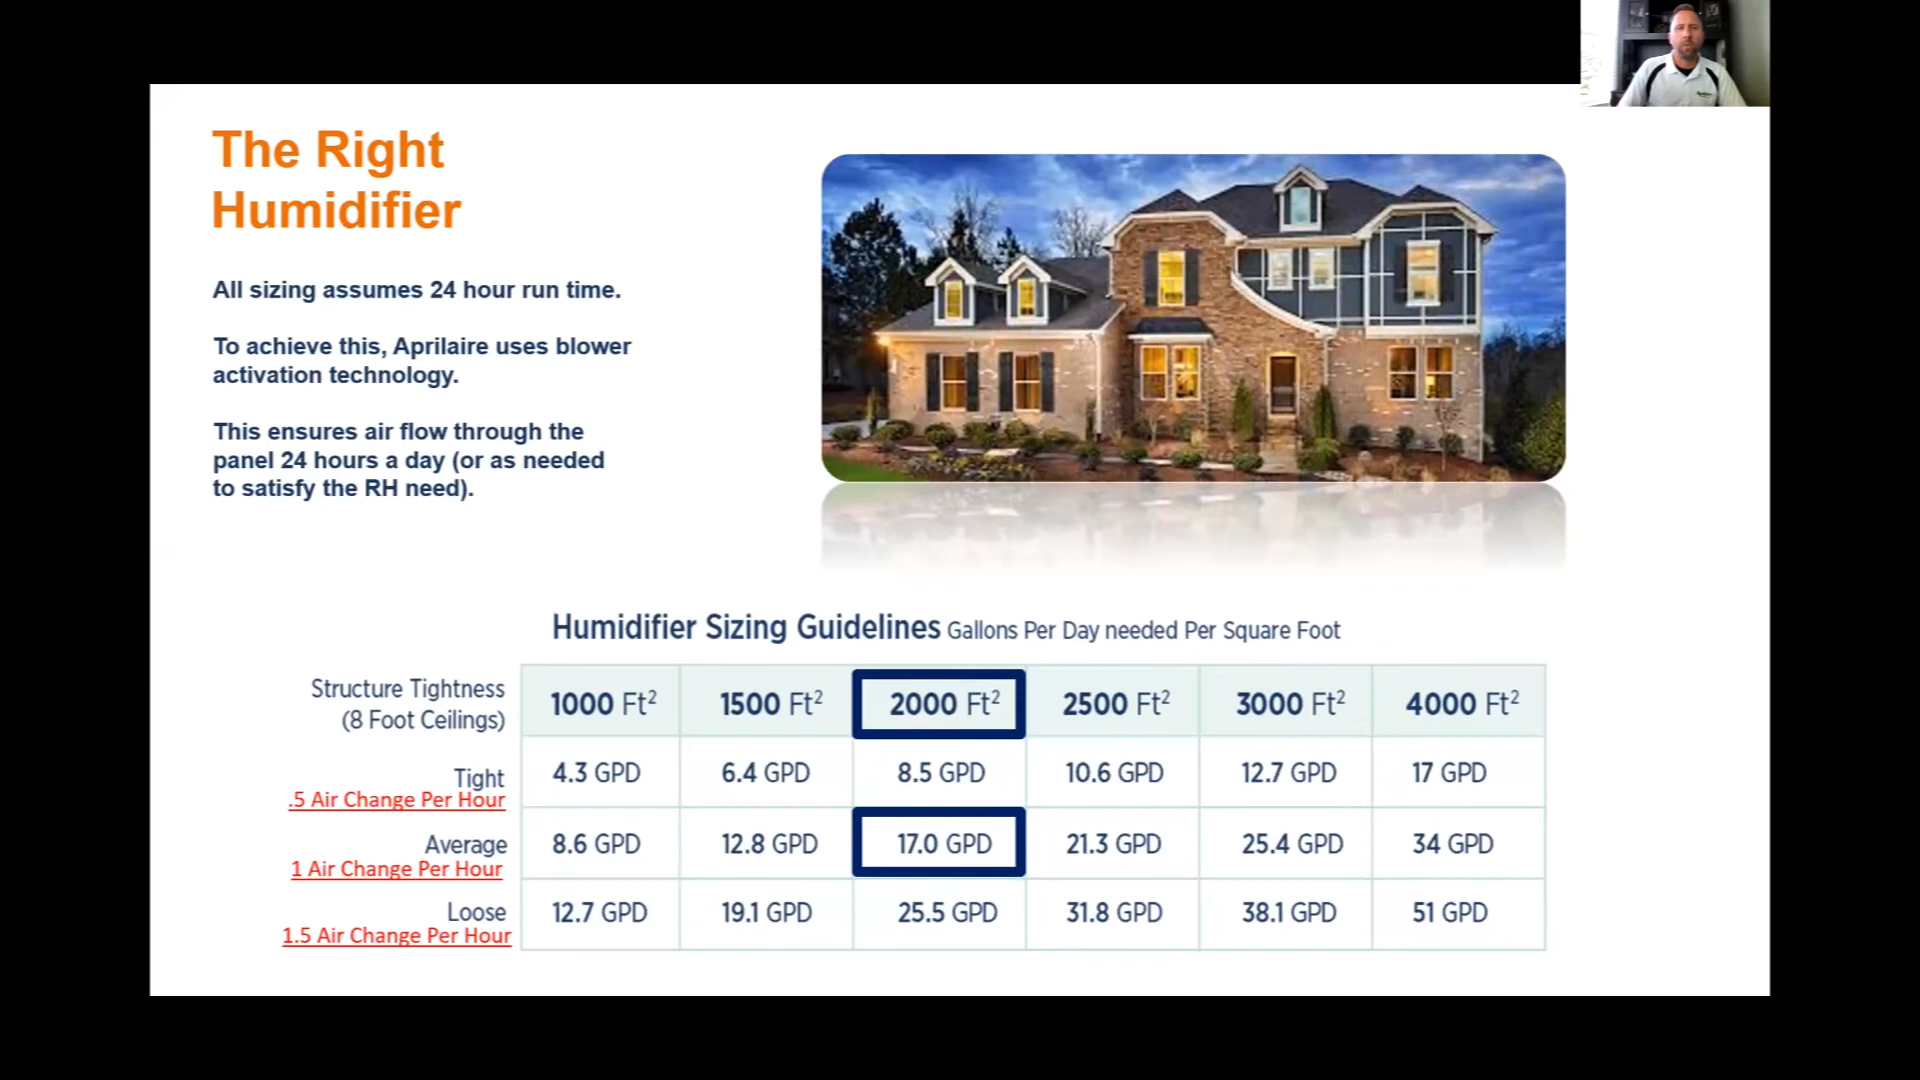 The Right
Humidifier
All sizing assumes 24 hour run time.
To achieve this, Aprilaire uses blower
activation technology.
This ensures air flow through the
panel 24 hours a day (or as needed
to satisfy the RH need).
Humidifier Sizing Guidelines Gallons Per Day needed Per Square Foot
Structure Tightness
(8 Foot Ceilings)
1000 Ft² 1500 Ft² 2000 Ft² 2500 Ft² 3000 Ft² 4000 Ft²
Tight 4.3 GPD 6.4 GPD 8.5 GPD 10.6 GPD 12.7 GPD 17 GPD
.5 Air Change Per Hour
Average 8.6 GPD 12.8 GPD 17.0 GPD 21.3 GPD 25.4 GPD 34 GPD
1 Air Change Per Hour
Loose 12.7 GPD 19.1 GPD 25.5 GPD 31.8 GPD 38.1 GPD 51 GPD
1.5 Air Change Per Hour